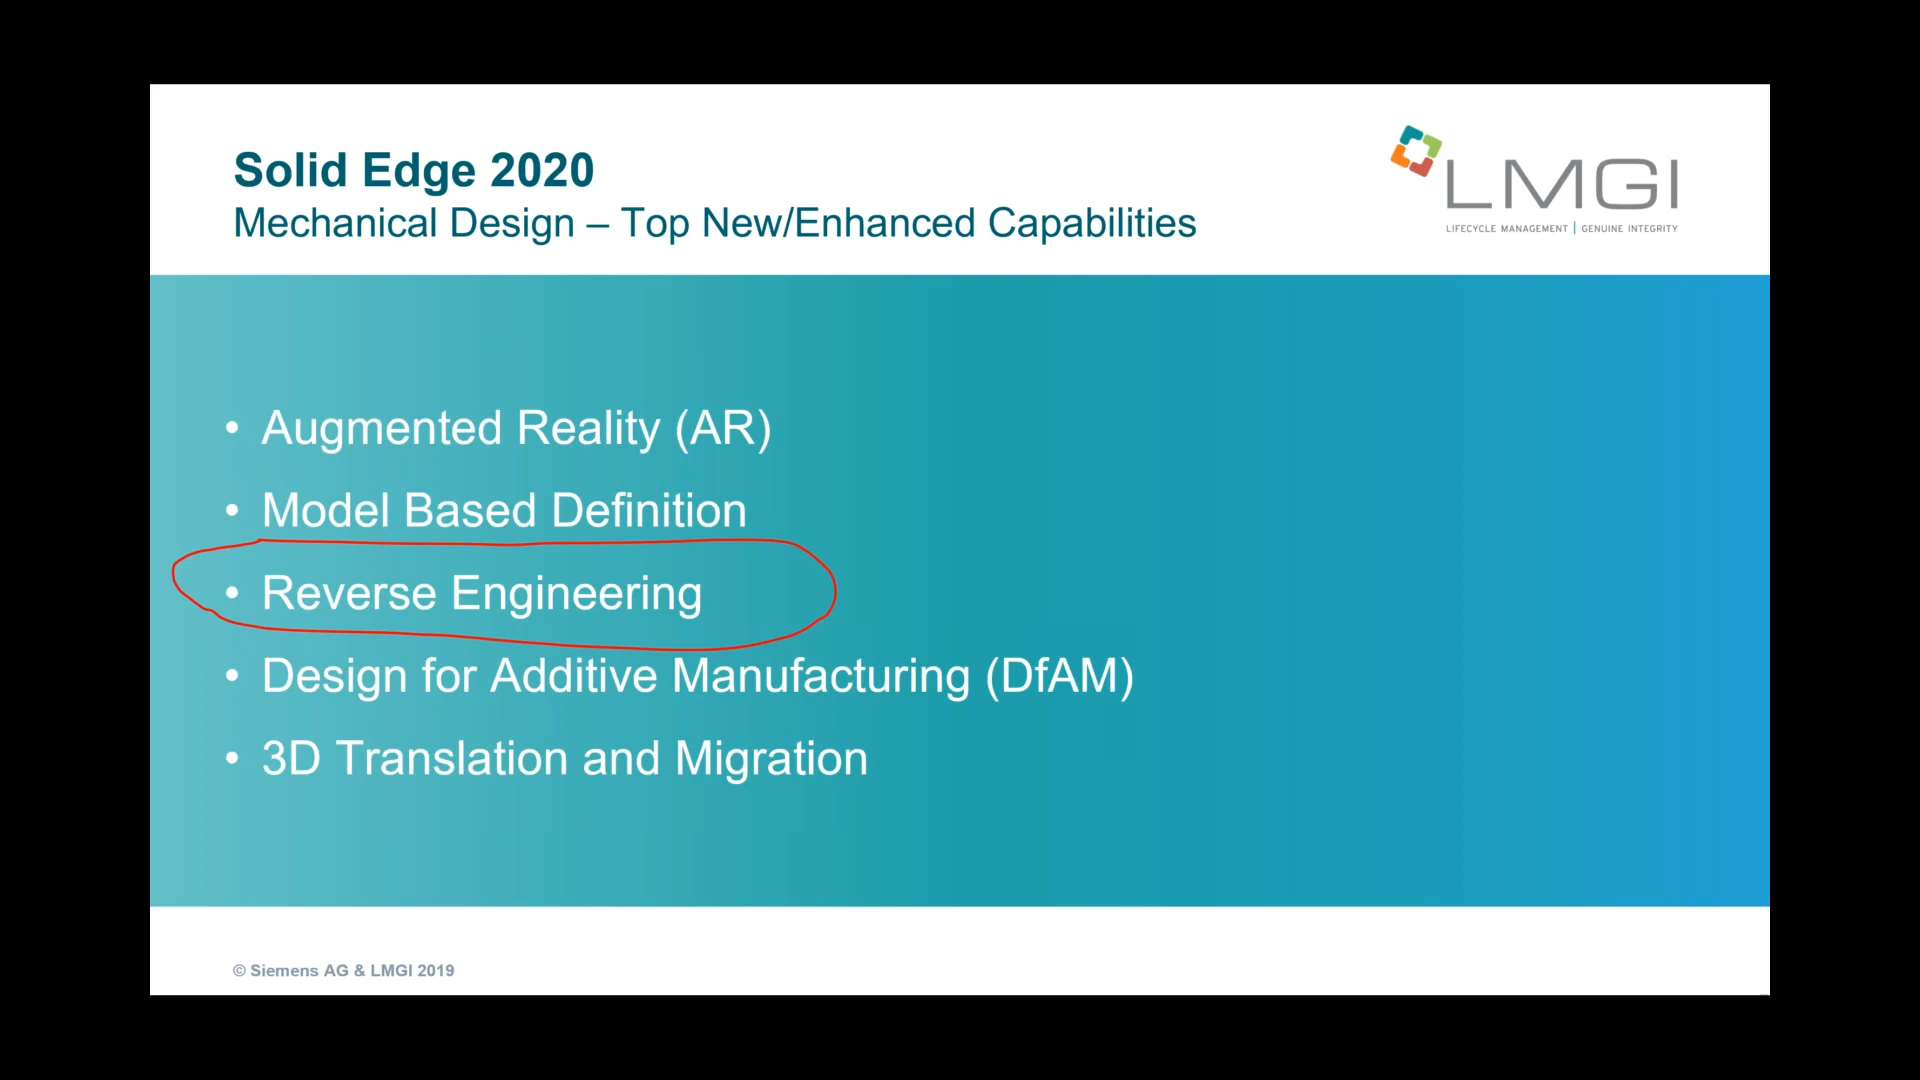 Solid Edge 2020
Mechanical Design – Top New/Enhanced Capabilities
LMGI
LIFECYCLE MANAGEMENT | GENUINE INTEGRITY
• Augmented Reality (AR)
• Model Based Definition
• Reverse Engineering
• Design for Additive Manufacturing (DfAM)
• 3D Translation and Migration
© Siemens AG & LMGI 2019